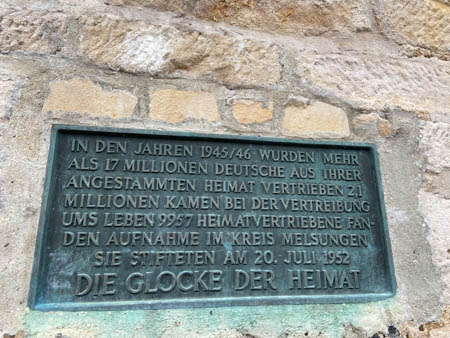 IN DEN JAHREN 1945/46 WURDEN MEHR
ALS 17 MILLIONEN DEUTSCHE AUS IHRER
ANGESTAMMTEN HEIMAT VERTRIEBEN 2,1
MILLIONEN KAMEN BEI DER VERTREIBUNG
UMS LEBEN 9957 HEIMATVERTRIEBENE FAN-
DEN AUFNAHME IM KREIS MELSUNGEN
SIE STIFTETEN AM 20. JULI 1952
DIE GLOCKE DER HEIMAT